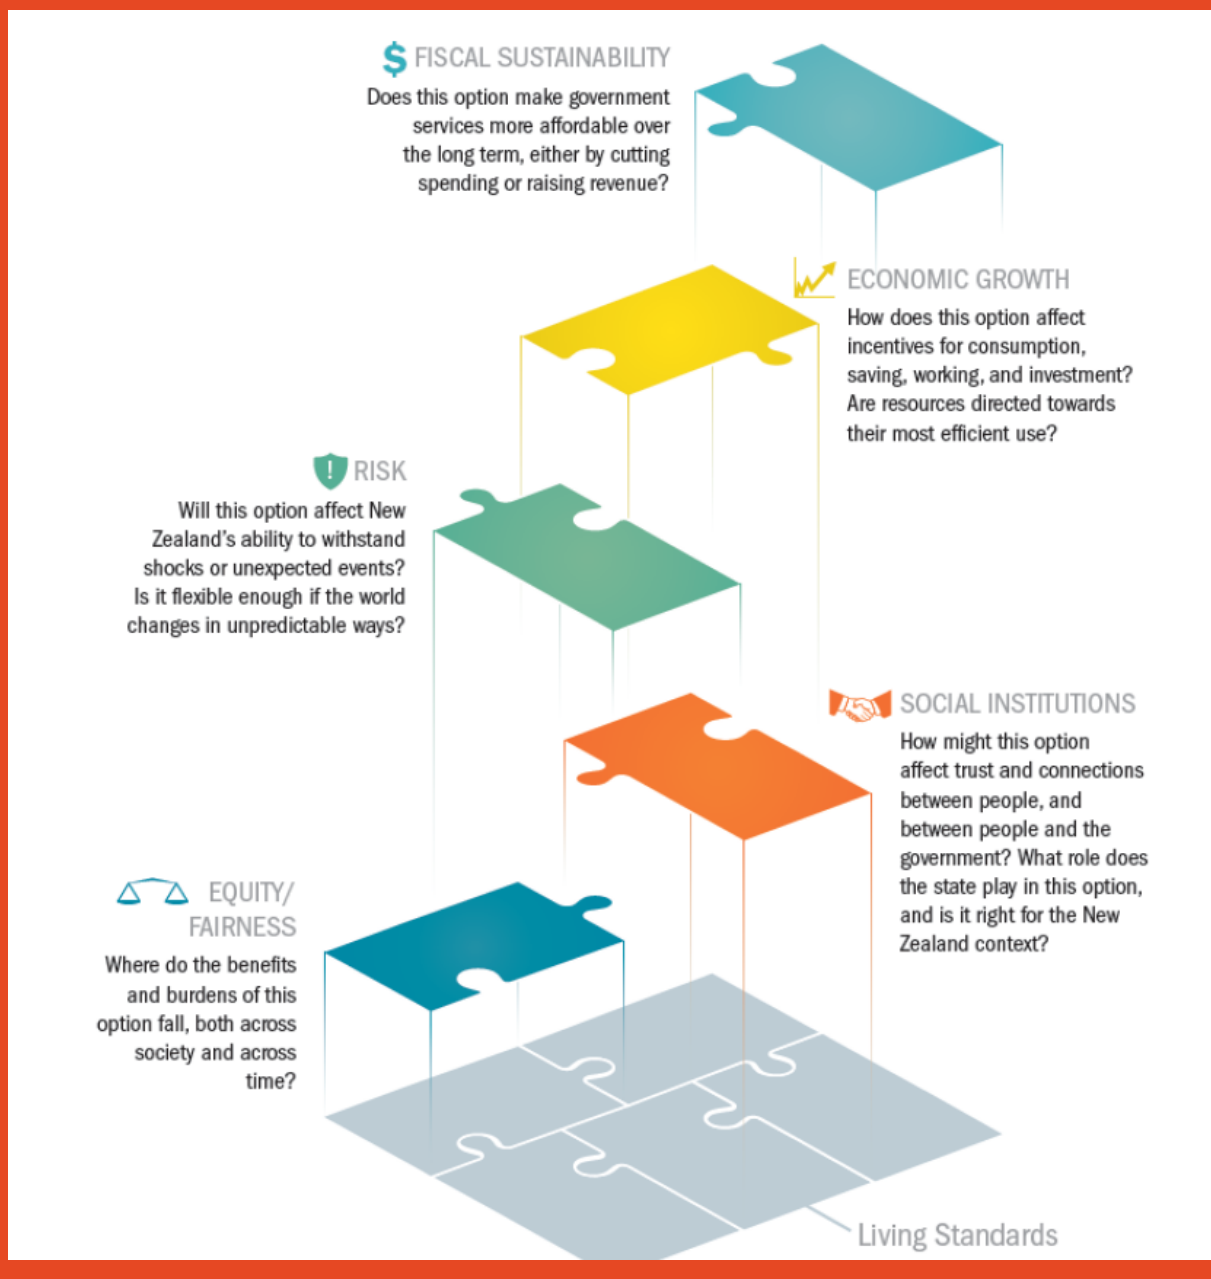 $ FISCAL SUSTAINABILITY
Does this option make government
services more affordable over
the long term, either by cutting
spending or raising revenue?
ECONOMIC GROWTH
How does this option affect
incentives for consumption,
saving, working, and investment?
Are resources directed towards
their most efficient use?
! RISK
Will this option affect New
Zealand's ability to withstand
shocks or unexpected events?
Is it flexible enough if the world
changes in unpredictable ways?
SOCIAL INSTITUTIONS
How might this option
affect trust and connections
between people, and
between people and the
government? What role does
the state play in this option,
and is it right for the New
Zealand context?
EQUITY/
FAIRNESS
Where do the benefits
and burdens of this
option fall, both across
society and across
time?
Living Standards